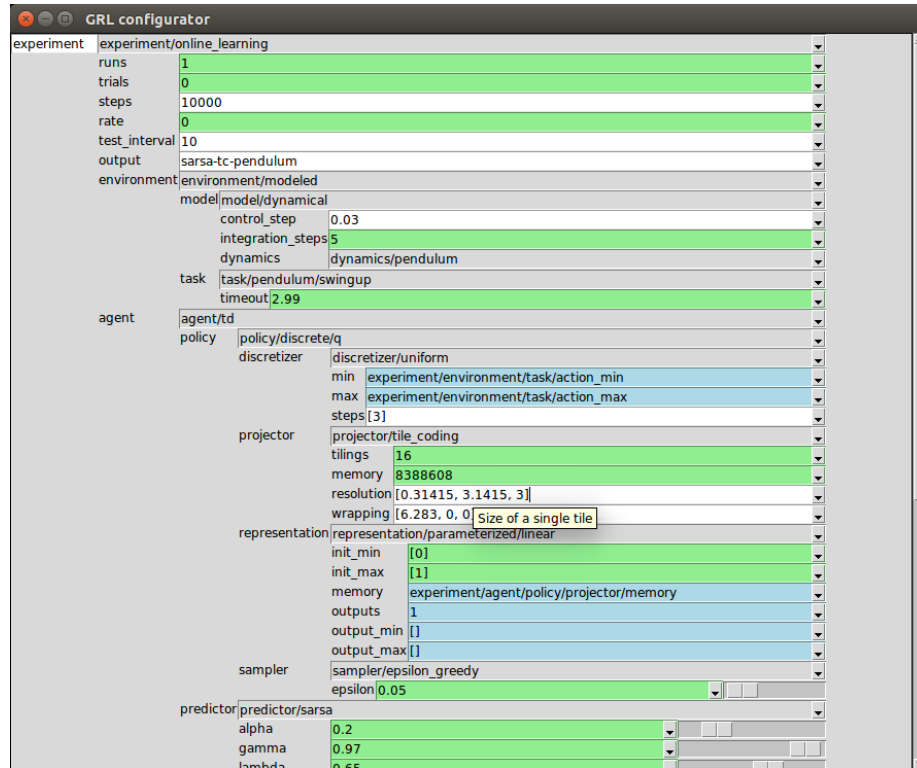 GRL configurator
experiment experiment/online_learning
runs 1
trials 0
steps 10000
rate 0
test_interval 10
output sarsa-tc-pendulum
environment environment/modeled
model model/dynamical
control_step 0.03
integration_steps 5
dynamics dynamics/pendulum
task task/pendulum/swingup
timeout 2.99
agent agent/td
policy policy/discrete/q
discretizer discretizer/uniform
min experiment/environment/task/action_min
max experiment/environment/task/action_max
steps [3]
projector projector/tile_coding
tilings 16
memory 8388608
resolution [0.31415, 3.1415, 3]
wrapping [6.283, 0, 0
Size of a single tile
representation representation/parameterized/linear
init_min [0]
init_max [1]
memory experiment/agent/policy/projector/memory
outputs 1
output_min []
output_max []
sampler sampler/epsilon_greedy
epsilon 0.05
predictor predictor/sarsa
alpha 0.2
gamma 0.97
lambda 0.65